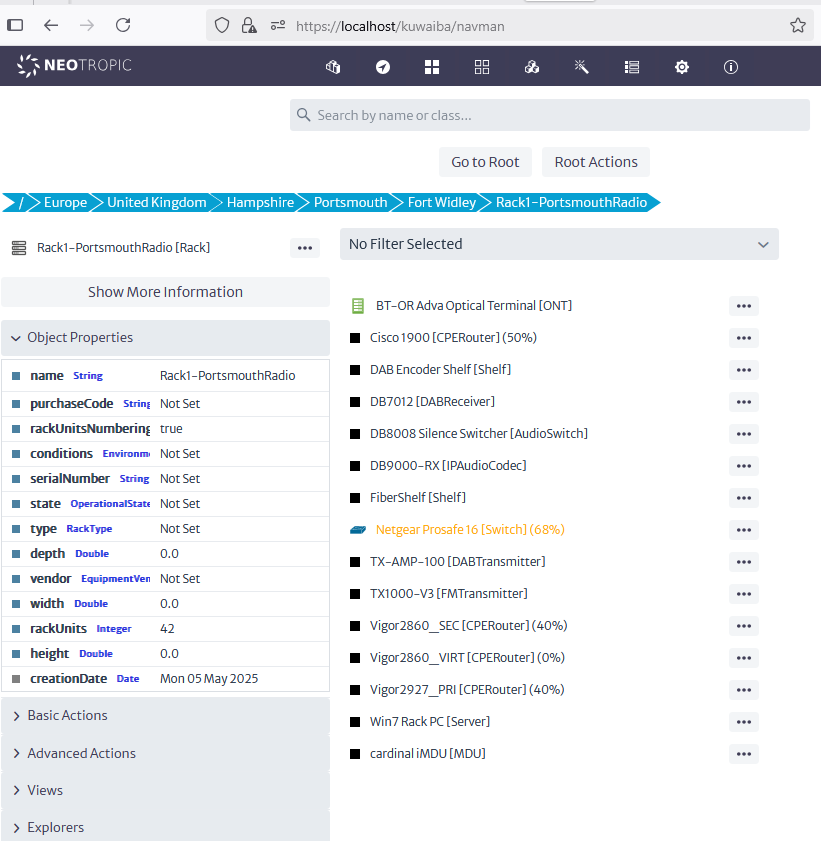 https://localhost/kuwaiba/navman
NEOTROPIC
Search by name or class...
Go to Root Root Actions
/ Europe United Kingdom Hampshire Portsmouth Fort Widley Rack1-PortsmouthRadio
Rack1-PortsmouthRadio [Rack]
Show More Information
Object Properties
name String Rack1-PortsmouthRadio
purchaseCode String Not Set
rackUnitsNumbering true
conditions Environm Not Set
serialNumber String Not Set
state OperationalState Not Set
type RackType Not Set
depth Double 0.0
vendor EquipmentVen Not Set
width Double 0.0
rackUnits Integer 42
height Double 0.0
creationDate Date Mon 05 May 2025
Basic Actions
Advanced Actions
Views
Explorers
No Filter Selected
BT-OR Adva Optical Terminal [ONT]
Cisco 1900 [CPERouter] (50%)
DAB Encoder Shelf [Shelf]
DB7012 [DABReceiver]
DB8008 Silence Switcher [AudioSwitch]
DB9000-RX [IPAudioCodec]
FiberShelf [Shelf]
Netgear Prosafe 16 [Switch] (68%)
TX-AMP-100 [DABTransmitter]
TX1000-V3 [FMTransmitter]
Vigor2860_SEC [CPERouter] (40%)
Vigor2860_VIRT [CPERouter] (0%)
Vigor2927_PRI [CPERouter] (40%)
Win7 Rack PC [Server]
cardinal iMDU [MDU]